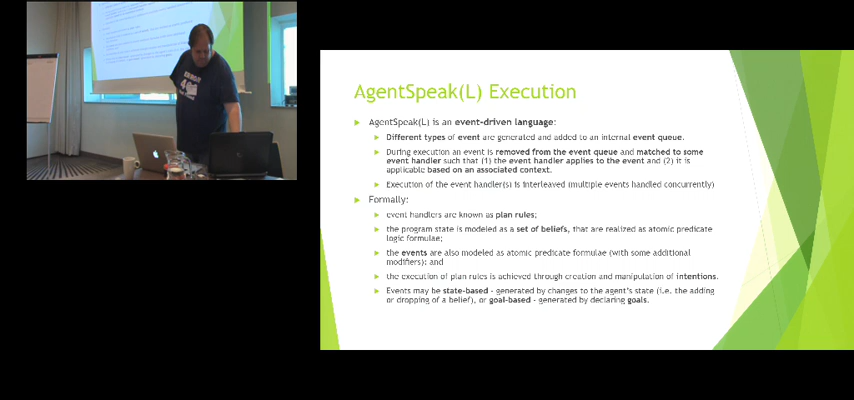 AgentSpeak(L) Execution
AgentSpeak(L) is an event-driven language:
Different types of event are generated and added to an internal event queue.
During execution an event is removed from the event queue and matched to some
event handler such that (1) the event handler applies to the event and (2) it is
applicable based on an associated context.
Execution of the event handler(s) is interleaved (multiple events handled concurrently)
Formally:
event handlers are known as plan rules;
the program state is modeled as a set of beliefs, that are realized as atomic predicate
logic formulae;
the events are also modeled as atomic predicate formulae (with some additional
modifiers); and
the execution of plan rules is achieved through creation and manipulation of intentions.
Events may be state-based - generated by changes to the agent's state (i.e. the adding
or dropping of a belief), or goal-based - generated by declaring goals.